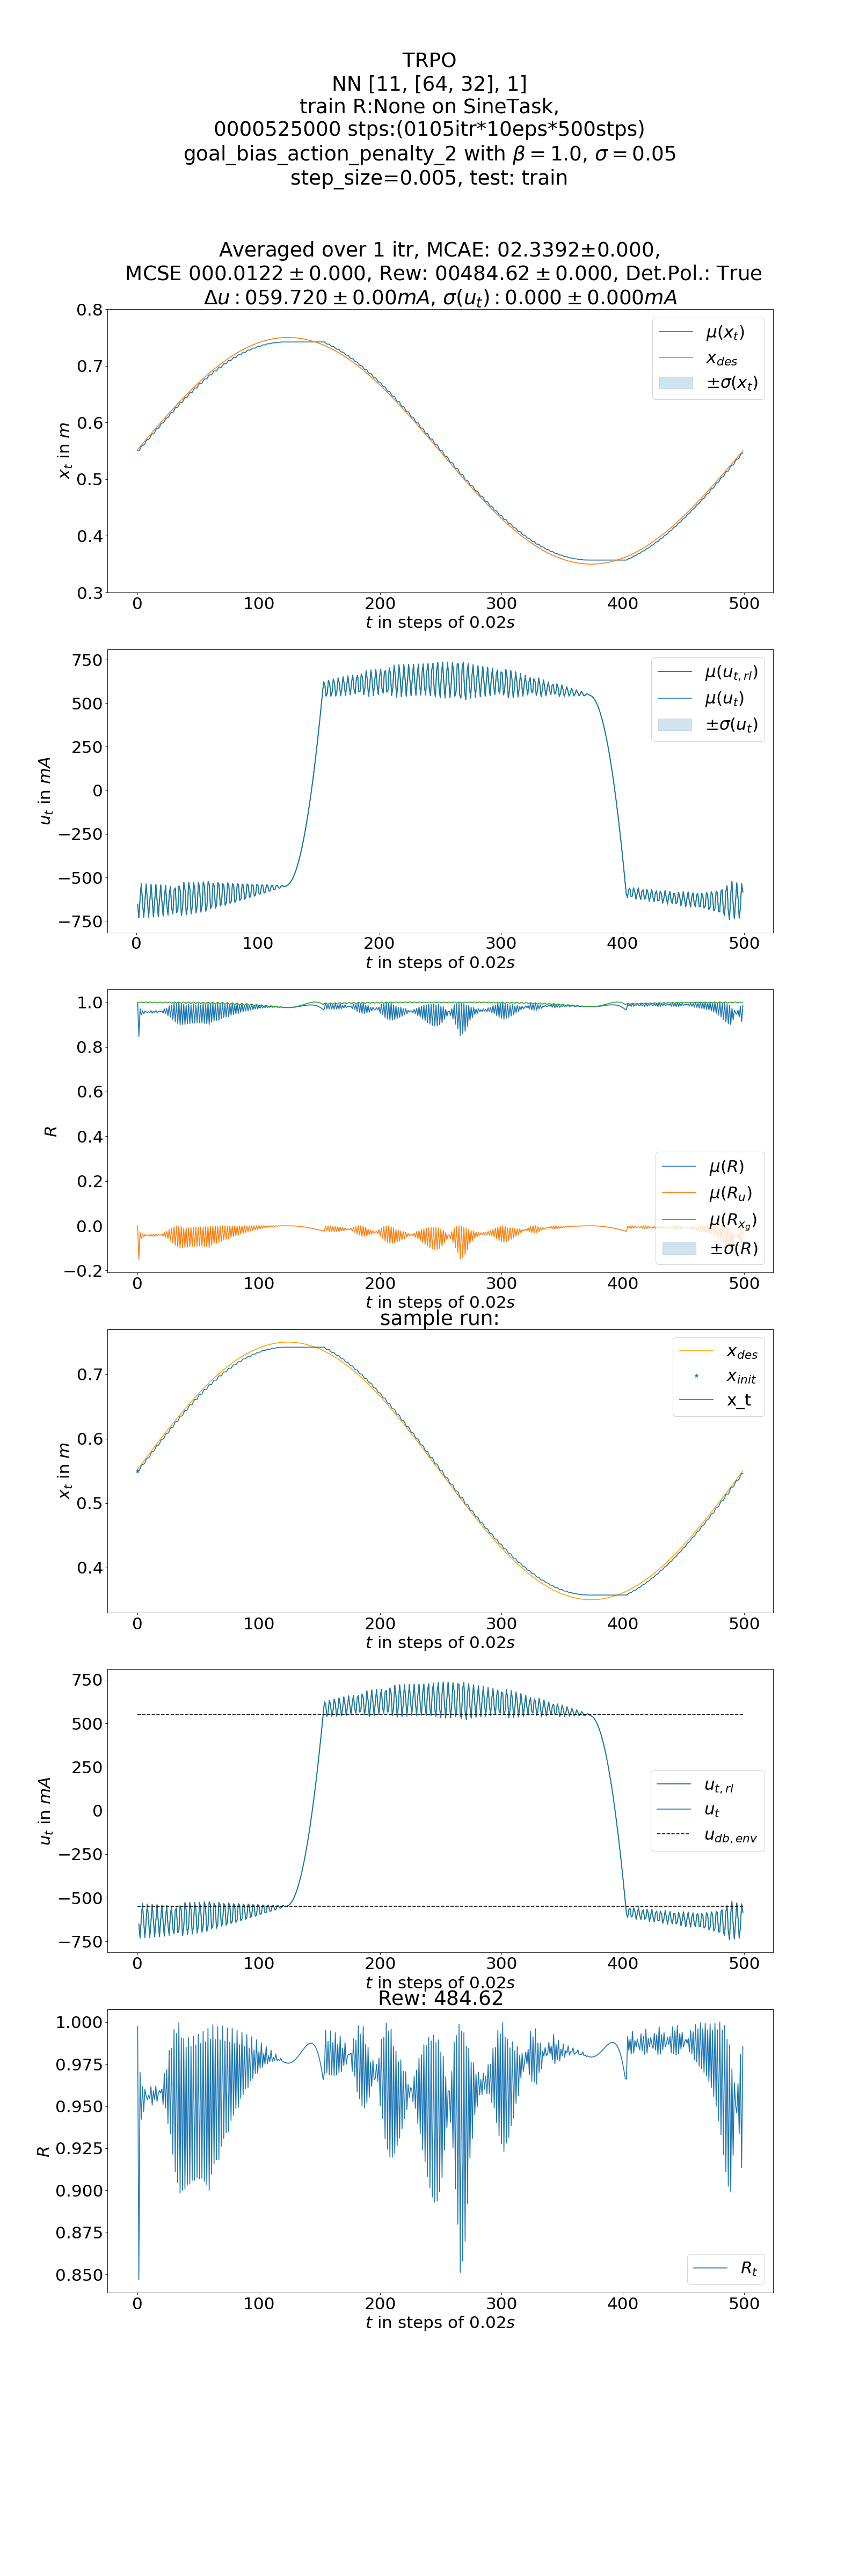 TRPO
NN [11, [64, 32], 1]
train R:None on SineTask,
0000525000 stps:(0105itr*10eps*500stps)
goal_bias_action_penalty_2 with β = 1.0, σ = 0.05
step_size=0.005, test: train
Averaged over 1 itr, MCAE: 02.3392±0.000,
MCSE 000.0122 ± 0.000, Rew: 00484.62 ± 0.000, Det.Pol.: True
Δu : 059.720 ± 0.00mA, σ(u_t) : 0.000 ± 0.000mA
0.8
0.7
0.6
0.5
0.4
0.3
x_t in m
μ(x_t)
x_des
±σ(x_t)
0 100 200 300 400 500
t in steps of 0.02s
750
500
250
0
−250
−500
−750
u_t in mA
μ(u_{t,rl})
μ(u_t)
±σ(u_t)
0 100 200 300 400 500
t in steps of 0.02s
1.0
0.8
0.6
0.4
0.2
0.0
−0.2
R
μ(R)
μ(R_u)
μ(R_{x_g})
±σ(R)
0 100 200 300 400 500
t in steps of 0.02s
sample run:
0.7
0.6
0.5
0.4
x_t in m
x_des
x_init
x_t
0 100 200 300 400 500
t in steps of 0.02s
750
500
250
0
−250
−500
−750
u_t in mA
u_{t,rl}
u_t
u_{db,env}
0 100 200 300 400 500
t in steps of 0.02s
Rew: 484.62
1.000
0.975
0.950
0.925
0.900
0.875
0.850
R
R_t
0 100 200 300 400 500
t in steps of 0.02s